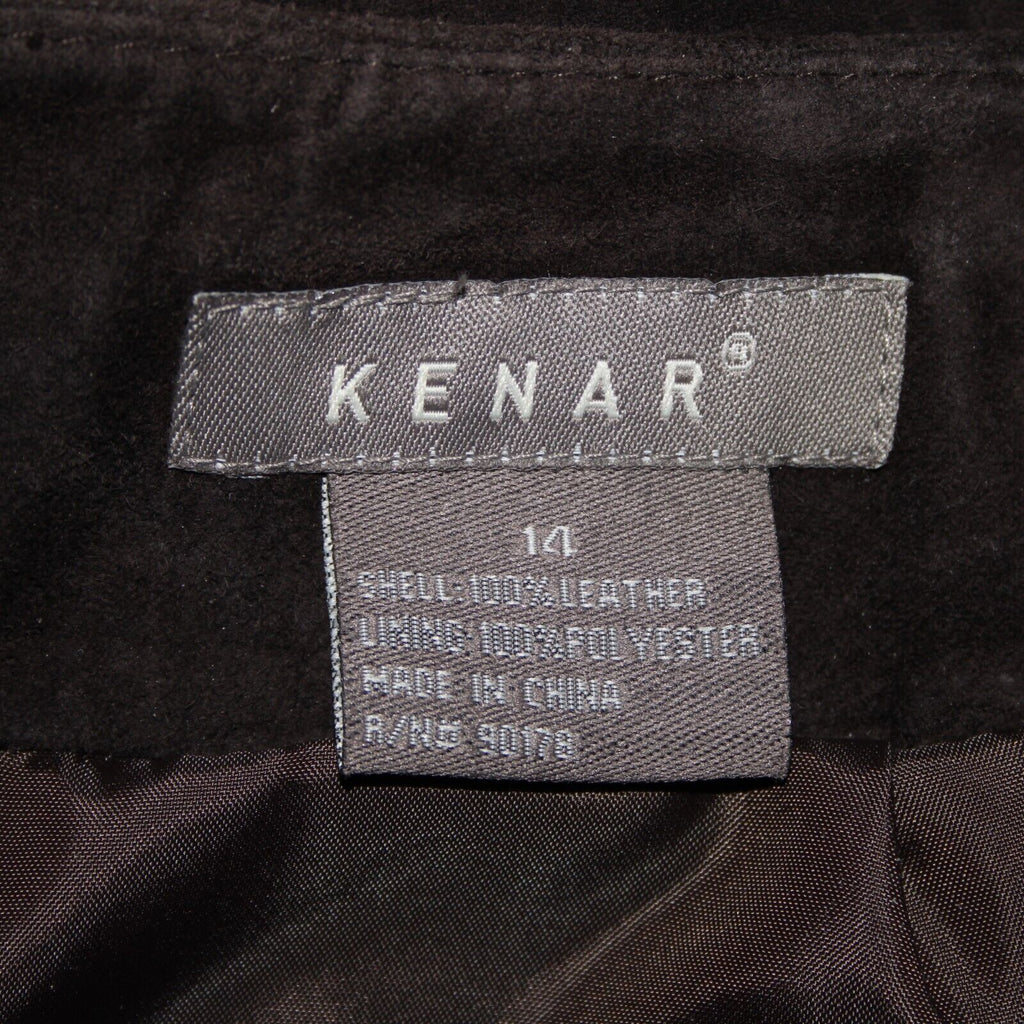 KENAR®
14
SHELL:100%LEATHER
LINING 100%POLYESTER
MADE IN CHINA
R/N# 90178